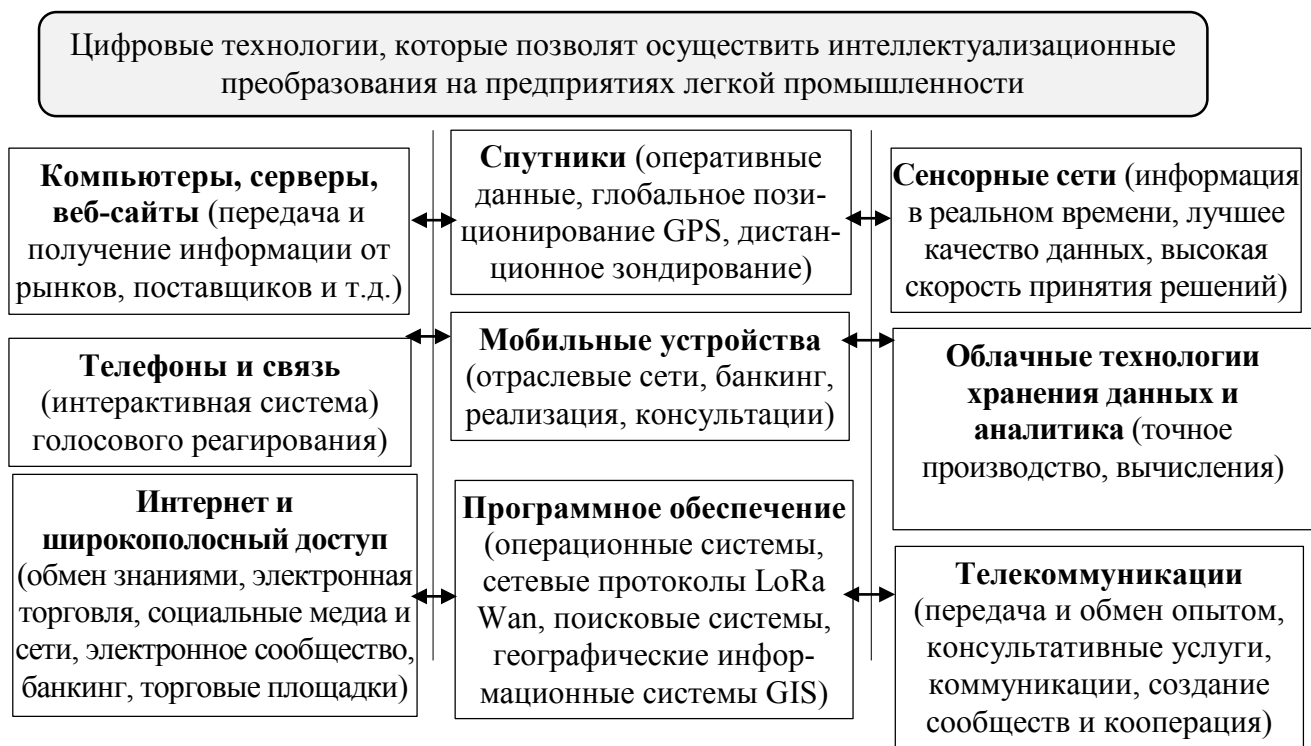 Цифровые технологии, которые позволят осуществить интеллектуализационные
преобразования на предприятиях легкой промышленности
Компьютеры, серверы,
веб-сайты (передача и
получение информации от
рынков, поставщиков и т.д.)
Спутники (оперативные
данные, глобальное пози-
ционирование GPS, дистан-
ционное зондирование)
Сенсорные сети (информация
в реальном времени, лучшее
качество данных, высокая
скорость принятия решений)
Телефоны и связь
(интерактивная система)
голосового реагирования)
Мобильные устройства
(отраслевые сети, банкинг,
реализация, консультации)
Облачные технологии
хранения данных и
аналитика (точное
производство, вычисления)
Интернет и
широкополосный доступ
(обмен знаниями, электронная
торговля, социальные медиа и
сети, электронное сообщество,
банкинг, торговые площадки)
Программное обеспечение
(операционные системы,
сетевые протоколы LoRa
Wan, поисковые системы,
географические инфор-
мационные системы GIS)
Телекоммуникации
(передача и обмен опытом,
консультативные услуги,
коммуникации, создание
сообществ и кооперация)